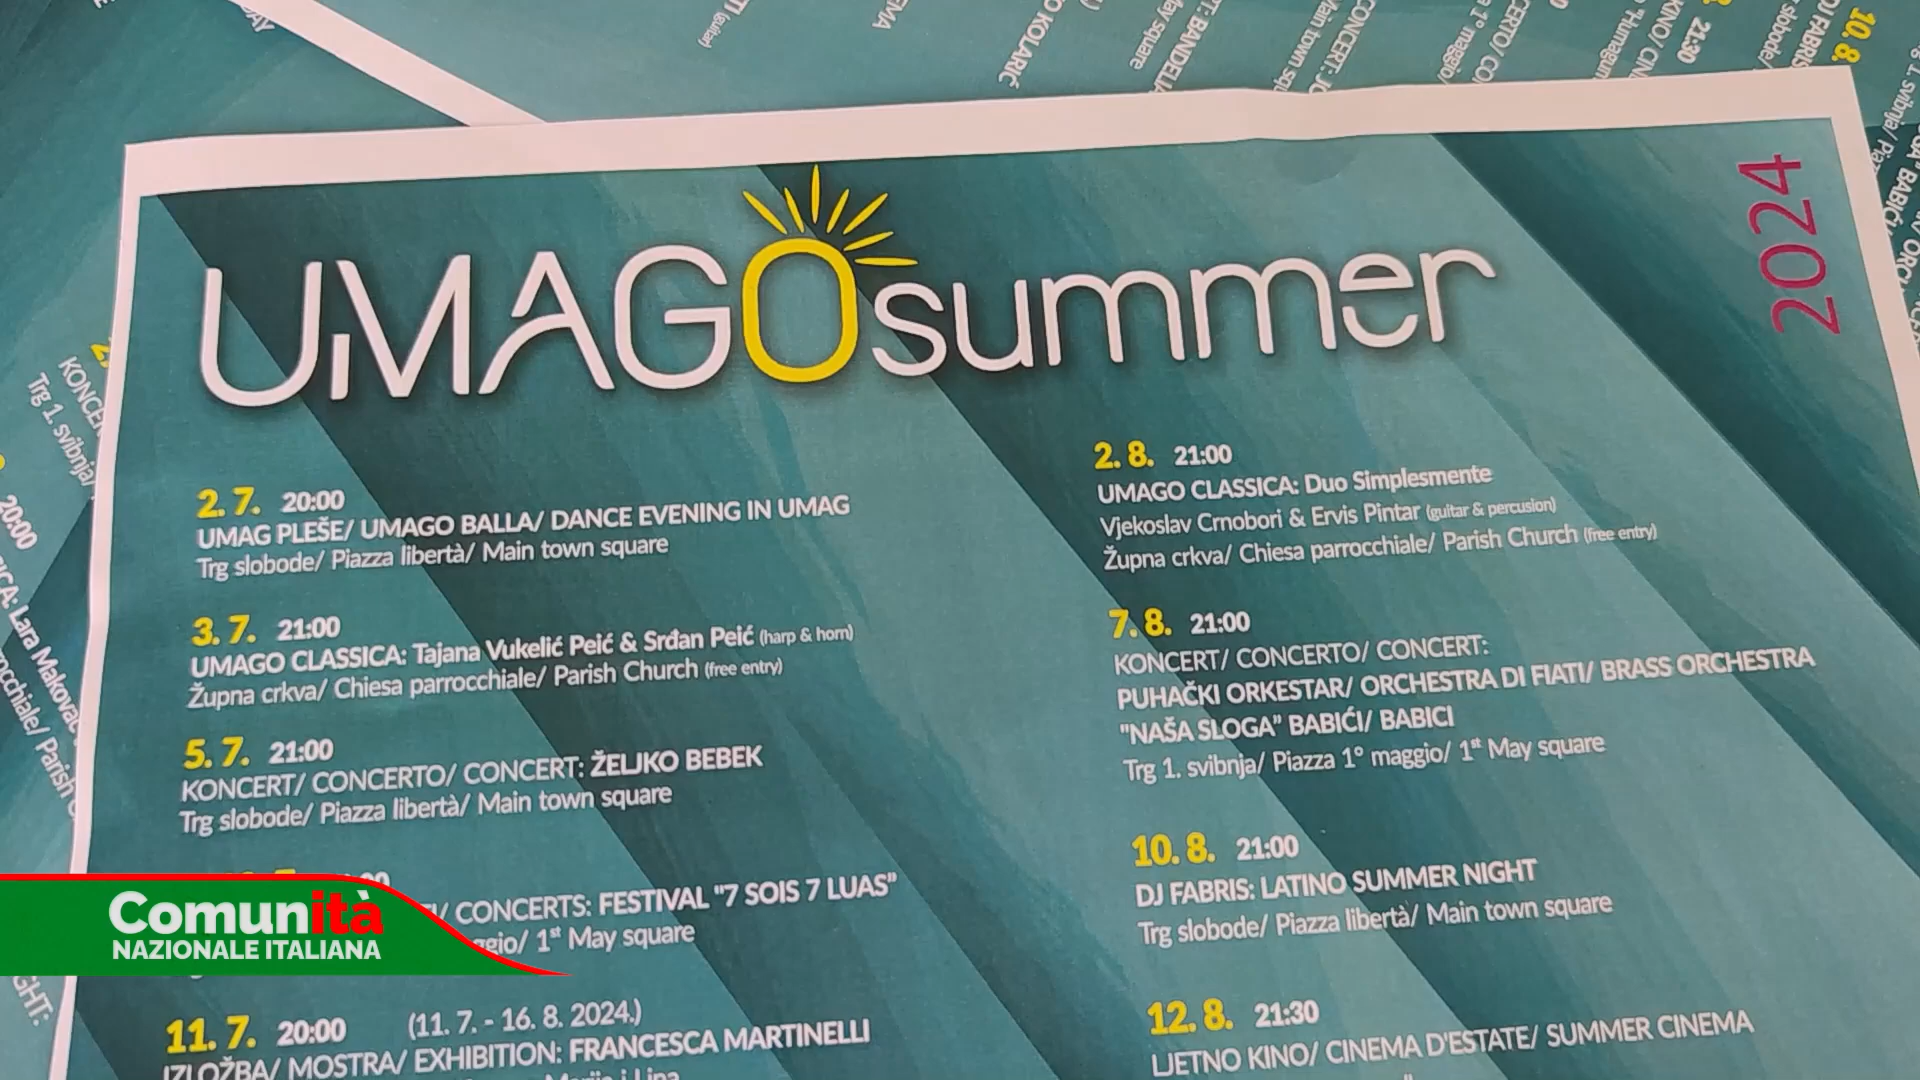 UMAGOsummer
2024
2. 7. 20:00
UMAG PLEŠE/ UMAGO BALLA/ DANCE EVENING IN UMAG
Trg slobode/ Piazza libertà/ Main town square
3. 7. 21:00
UMAGO CLASSICA: Tajana Vukelić Peić & Srđan Peić (harp & horn)
Župna crkva/ Chiesa parrocchiale/ Parish Church (free entry)
5. 7. 21:00
KONCERT/ CONCERTO/ CONCERT: ŽELJKO BEBEK
Trg slobode/ Piazza libertà/ Main town square
/ CONCERTS: FESTIVAL "7 SOIS 7 LUAS"
1st May square
11. 7. 20:00 (11. 7. - 16. 8. 2024.)
IZLOŽBA/ MOSTRA/ EXHIBITION: FRANCESCA MARTINELLI
2. 8. 21:00
UMAGO CLASSICA: Duo Simplesmente
Vjekoslav Crnobori & Ervis Pintar (guitar & percusion)
Župna crkva/ Chiesa parrocchiale/ Parish Church (free entry)
7. 8. 21:00
KONCERT/ CONCERTO/ CONCERT:
PUHAČKI ORKESTAR/ ORCHESTRA DI FIATI/ BRASS ORCHESTRA
"NAŠA SLOGA" BABIĆI/ BABICI
Trg 1. svibnja/ Piazza 1° maggio/ 1st May square
10. 8. 21:00
DJ FABRIS: LATINO SUMMER NIGHT
Trg slobode/ Piazza libertà/ Main town square
12. 8. 21:30
LJETNO KINO/ CINEMA D'ESTATE/ SUMMER CINEMA
Comunità
NAZIONALE ITALIANA